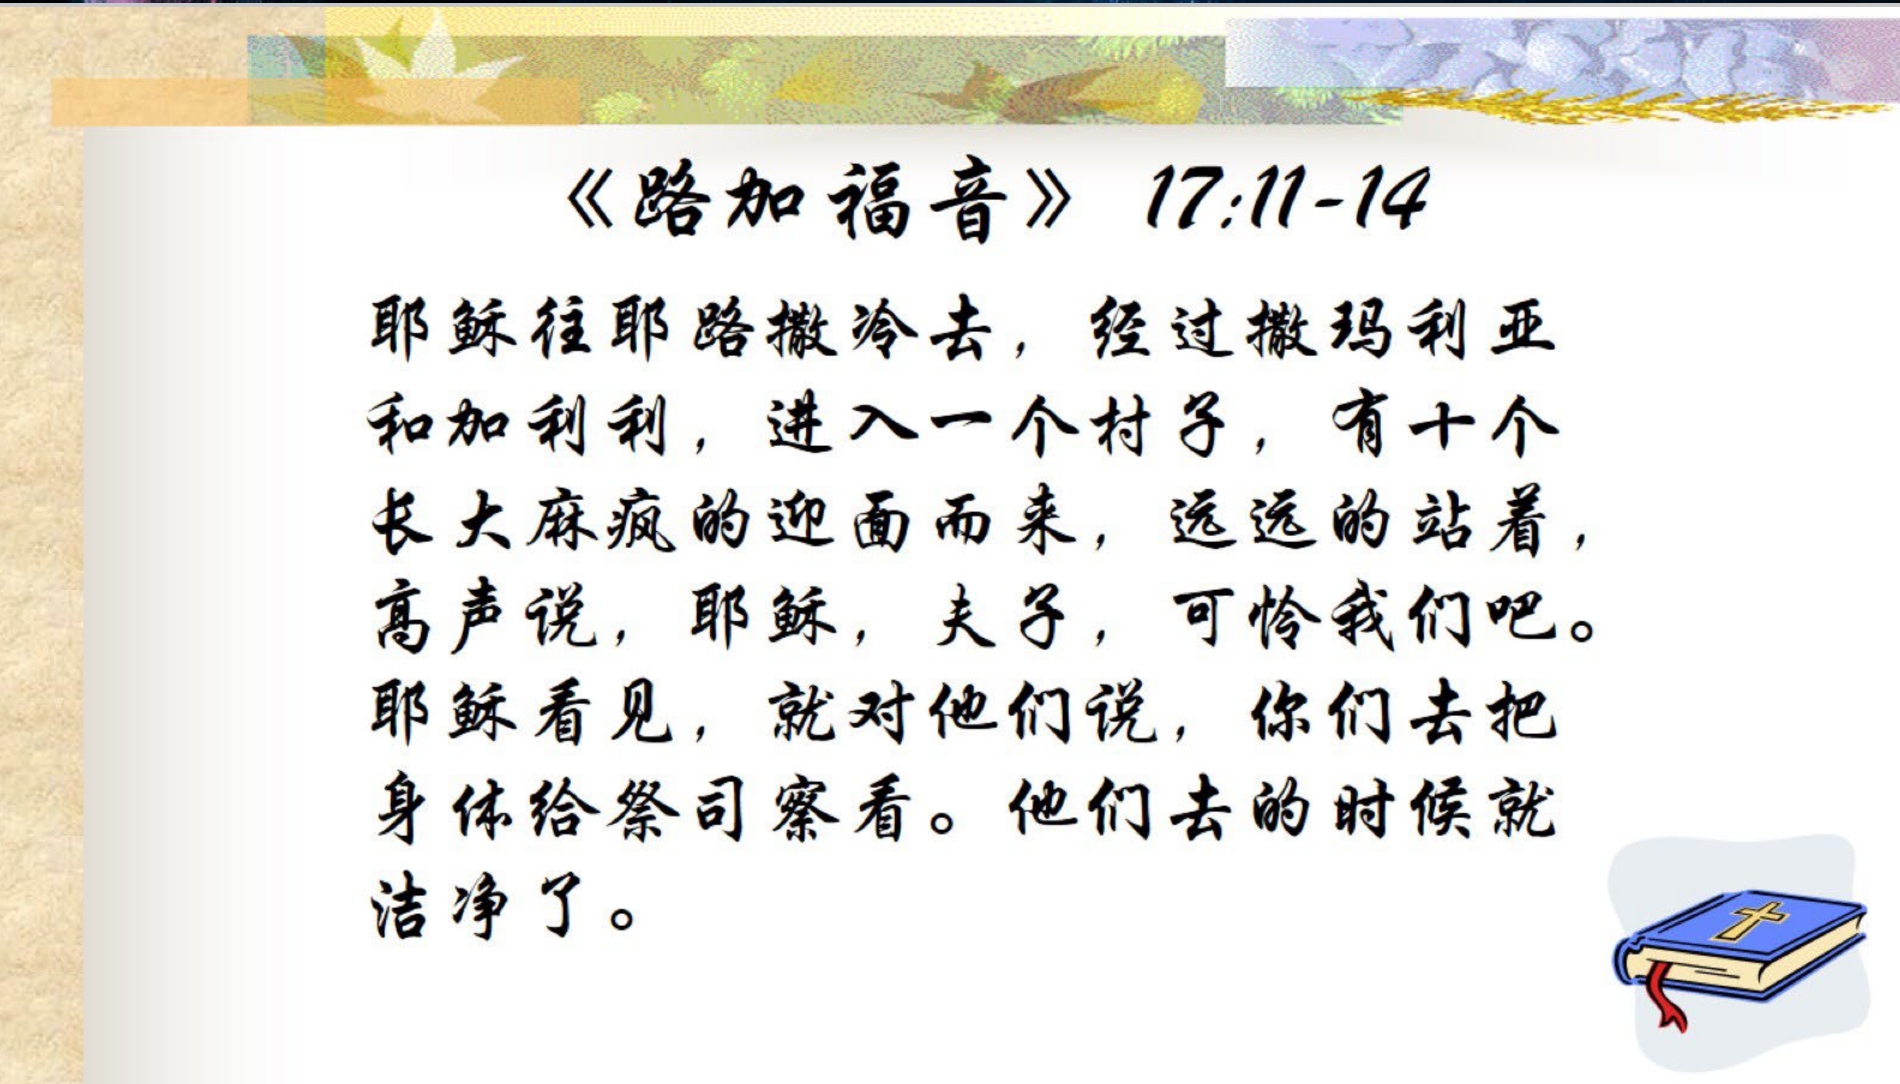 《路加福音》 17:11-14
耶稣往耶路撒冷去，经过撒玛利亚
和加利利，进入一个村子，有十个
长大麻疯的迎面而来，远远的站着，
高声说，耶稣，夫子，可怜我们吧。
耶稣看见，就对他们说，你们去把
身体给祭司察看。他们去的时候就
洁净了。